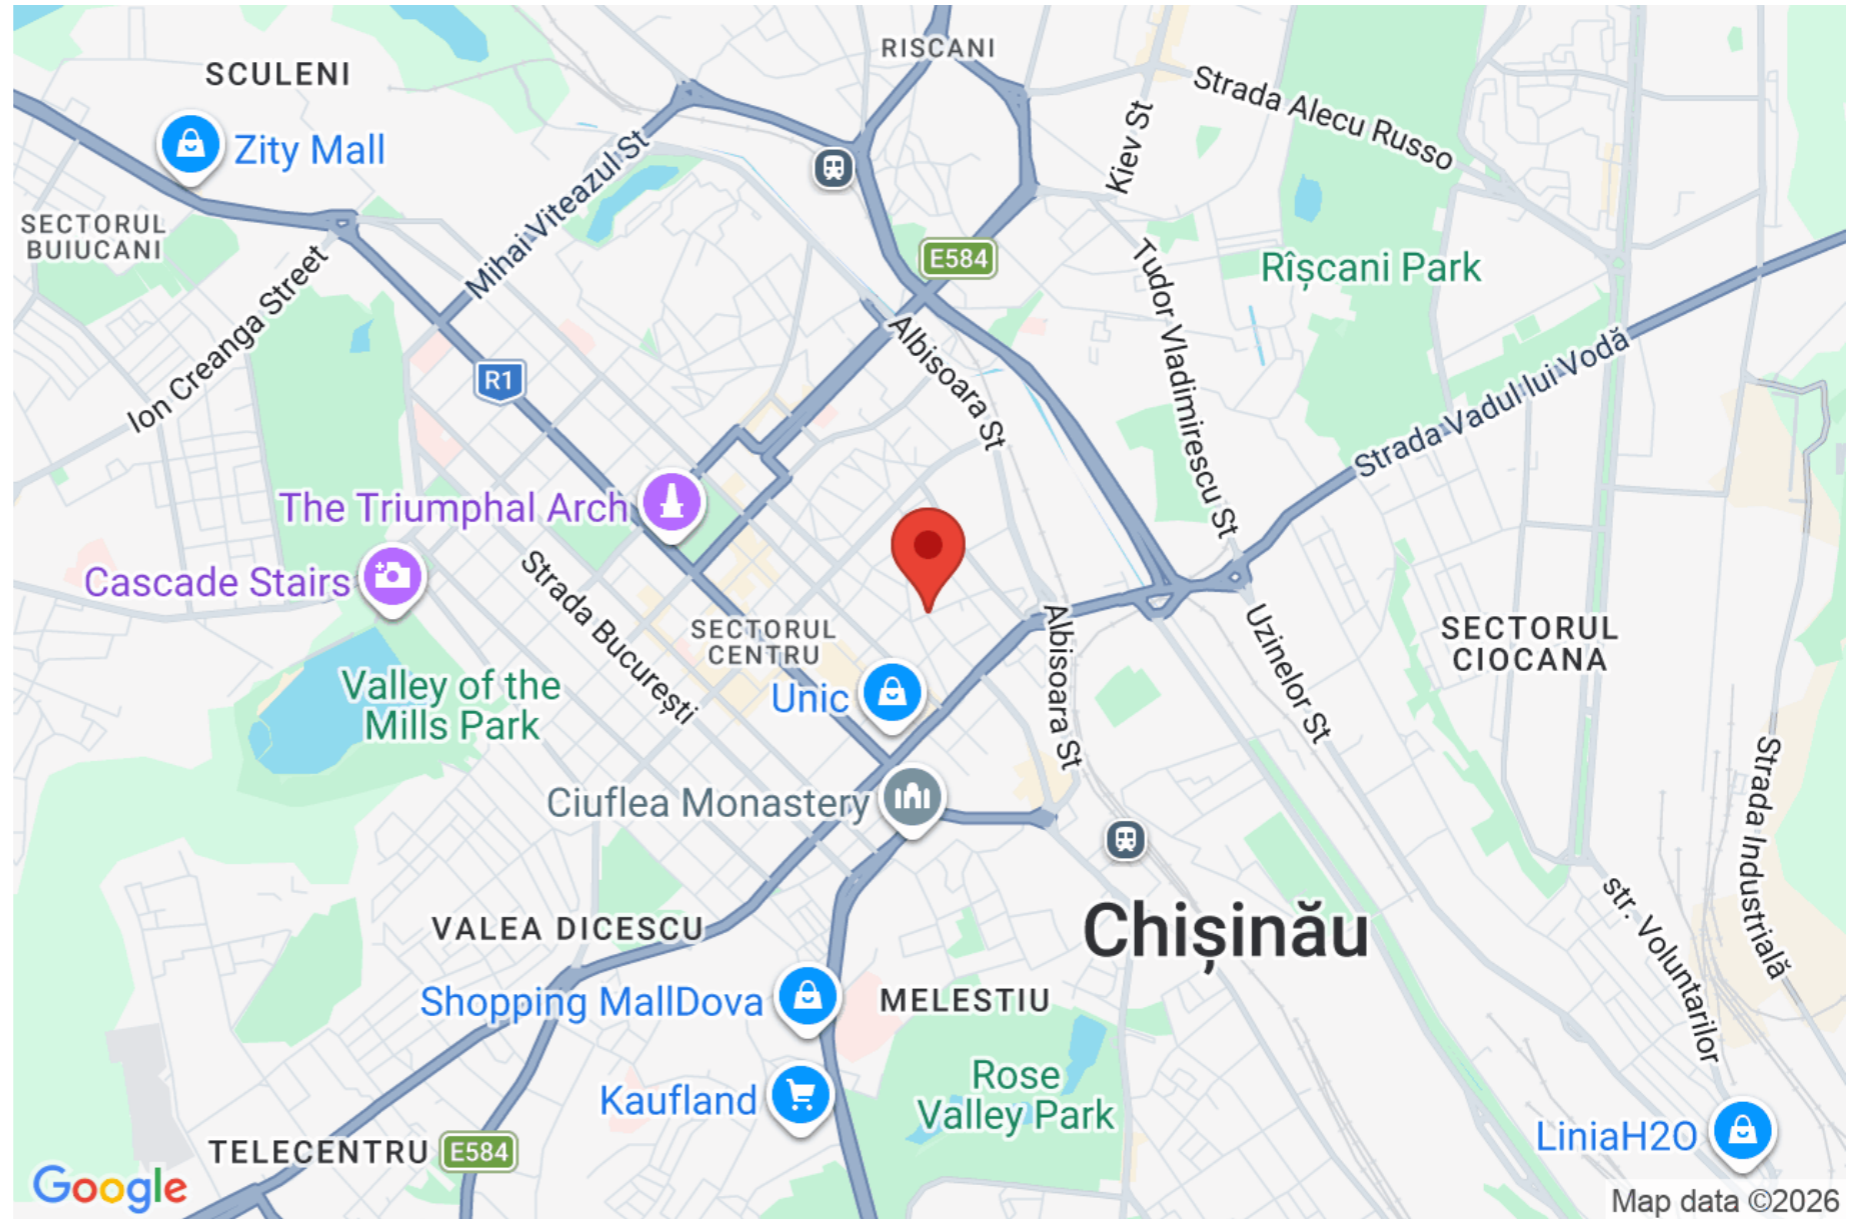 RISCANI
SCULENI
Strada Alecu Russo
Zity Mall
Kiev St
Mihai Viteazul St
SECTORUL
BUIUCANI
E584
Rîșcani Park
Ion Creanga Street
Tudor Vladimirescu St
Albisoara St
R1
Strada Vadul lui Vodă
The Triumphal Arch
Cascade Stairs
Strada București
SECTORUL
CENTRU
Albisoara St
Uzinelor St
SECTORUL
CIOCANA
Valley of the
Mills Park
Unic
Ciuflea Monastery
Strada Industrială
str. Voluntarilor
VALEA DICESCU
Chișinău
Shopping MallDova
MELESTIU
Rose
Valley Park
Kaufland
LiniaH2O
TELECENTRU
E584
Google
Map data ©2026